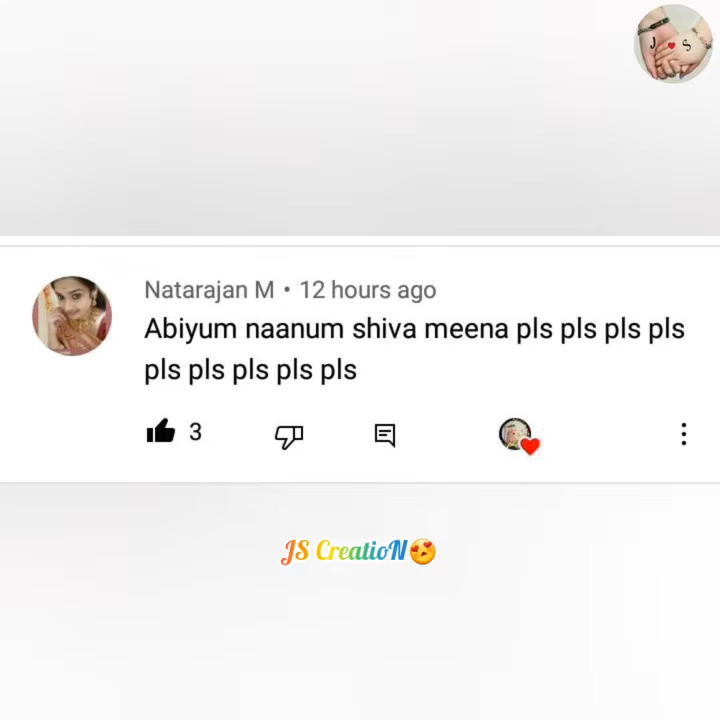 J S
Natarajan M • 12 hours ago
Abiyum naanum shiva meena pls pls pls pls
pls pls pls pls pls
3
JS CreatioN😍